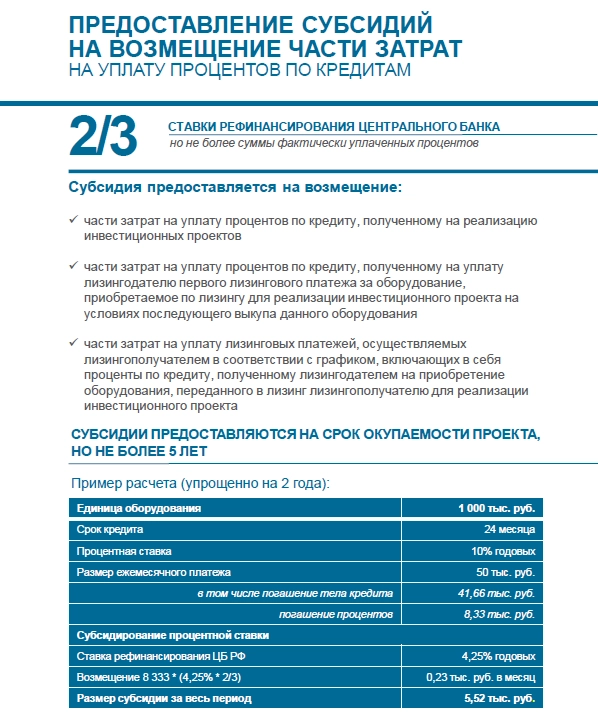 ПРЕДОСТАВЛЕНИЕ СУБСИДИЙ
НА ВОЗМЕЩЕНИЕ ЧАСТИ ЗАТРАТ
НА УПЛАТУ ПРОЦЕНТОВ ПО КРЕДИТАМ
2/3
СТАВКИ РЕФИНАНСИРОВАНИЯ ЦЕНТРАЛЬНОГО БАНКА
но не более суммы фактически уплаченных процентов
Субсидия предоставляется на возмещение:
✓ части затрат на уплату процентов по кредиту, полученному на реализацию
инвестиционных проектов
✓ части затрат на уплату процентов по кредиту, полученному на уплату
лизингодателю первого лизингового платежа за оборудование,
приобретаемое по лизингу для реализации инвестиционного проекта на
условиях последующего выкупа данного оборудования
✓ части затрат на уплату лизинговых платежей, осуществляемых
лизингополучателем в соответствии с графиком, включающих в себя
проценты по кредиту, полученному лизингодателем на приобретение
оборудования, переданного в лизинг лизингополучателю для реализации
инвестиционного проекта
СУБСИДИИ ПРЕДОСТАВЛЯЮТСЯ НА СРОК ОКУПАЕМОСТИ ПРОЕКТА,
НО НЕ БОЛЕЕ 5 ЛЕТ
Пример расчета (упрощенно на 2 года):
Единица оборудования 1 000 тыс. руб.
Срок кредита 24 месяца
Процентная ставка 10% годовых
Размер ежемесячного платежа 50 тыс. руб.
в том числе погашение тела кредита 41,66 тыс. руб.
погашение процентов 8,33 тыс. руб.
Субсидирование процентной ставки
Ставка рефинансирования ЦБ РФ 4,25% годовых
Возмещение 8 333 * (4,25% * 2/3) 0,23 тыс. руб. в месяц
Размер субсидии за весь период 5,52 тыс. руб.